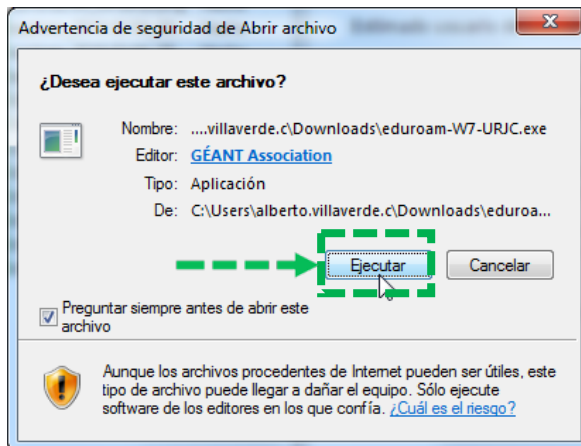 Advertencia de seguridad de Abrir archivo
¿Desea ejecutar este archivo?
Nombre: ....villaverde.c\Downloads\eduroam-W7-URJC.exe
Editor: GÉANT Association
Tipo: Aplicación
De: C:\Users\alberto.villaverde.c\Downloads\eduroa...
Ejecutar Cancelar
Preguntar siempre antes de abrir este
archivo
Aunque los archivos procedentes de Internet pueden ser útiles, este
tipo de archivo puede llegar a dañar el equipo. Sólo ejecute
software de los editores en los que confía. ¿Cuál es el riesgo?